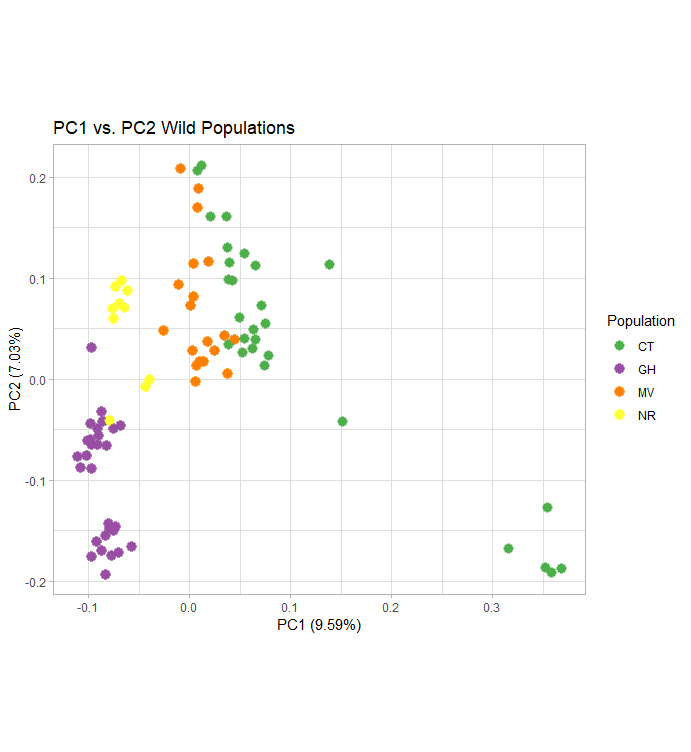 PC1 vs. PC2 Wild Populations
0.2
0.1
0.0
-0.1
-0.2
PC2 (7.03%)
-0.1
0.0
0.1
0.2
0.3
PC1 (9.59%)
Population
CT
GH
MV
NR